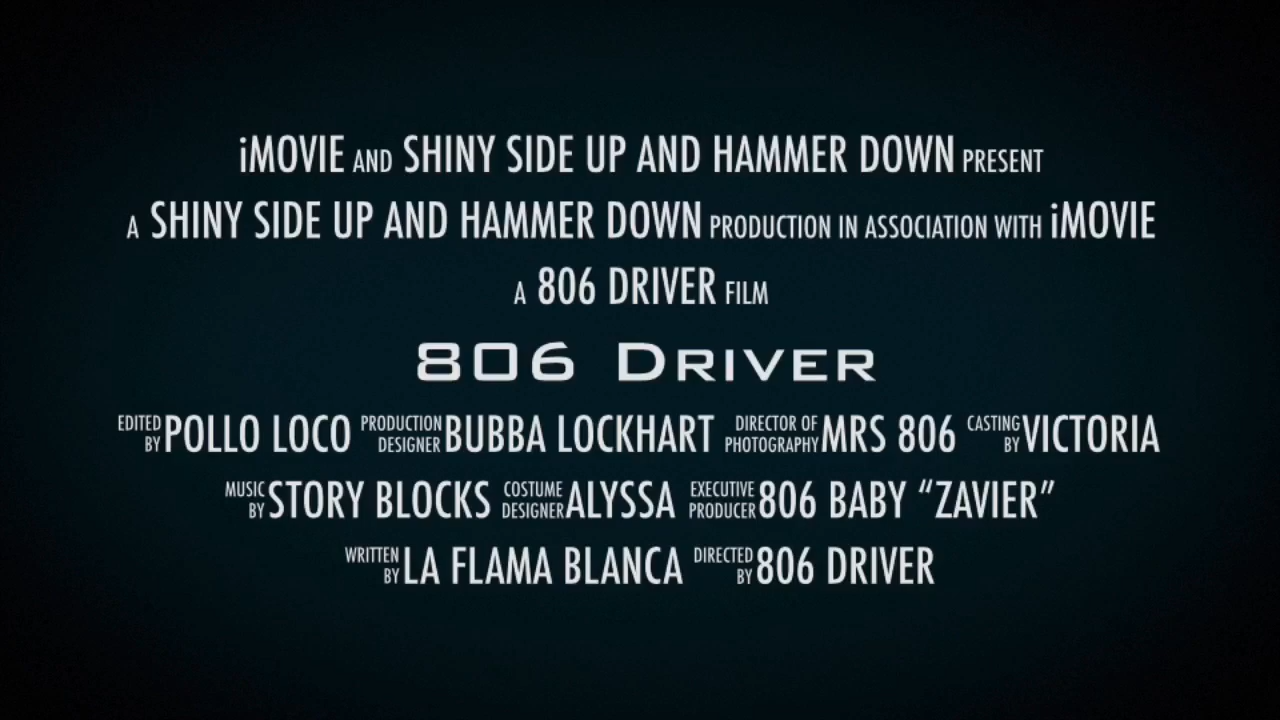 iMOVIE AND SHINY SIDE UP AND HAMMER DOWN PRESENT
A SHINY SIDE UP AND HAMMER DOWN PRODUCTION IN ASSOCIATION WITH iMOVIE
A 806 DRIVER FILM
806 DRIVER
EDITED BY POLLO LOCO PRODUCTION DESIGNER BUBBA LOCKHART DIRECTOR OF PHOTOGRAPHY MRS 806 CASTING BY VICTORIA
MUSIC BY STORY BLOCKS COSTUME DESIGNER ALYSSA EXECUTIVE PRODUCER 806 BABY “ZAVIER”
WRITTEN BY LA FLAMA BLANCA DIRECTED BY 806 DRIVER